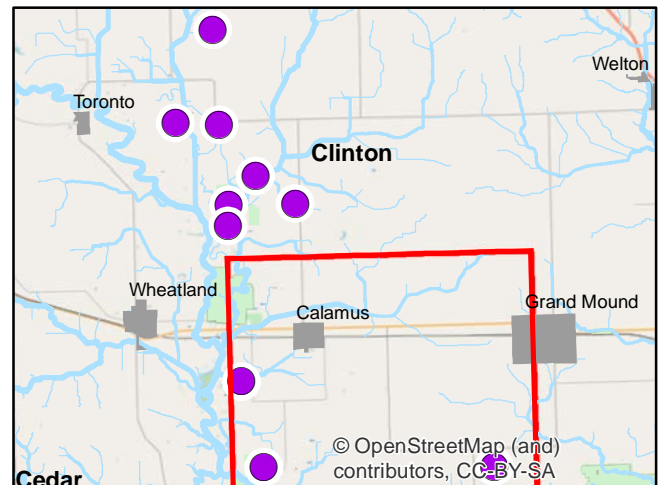 Welton
Toronto
Clinton
Wheatland
Calamus
Grand Mound
© OpenStreetMap (and)
contributors, CC-BY-SA
Cedar